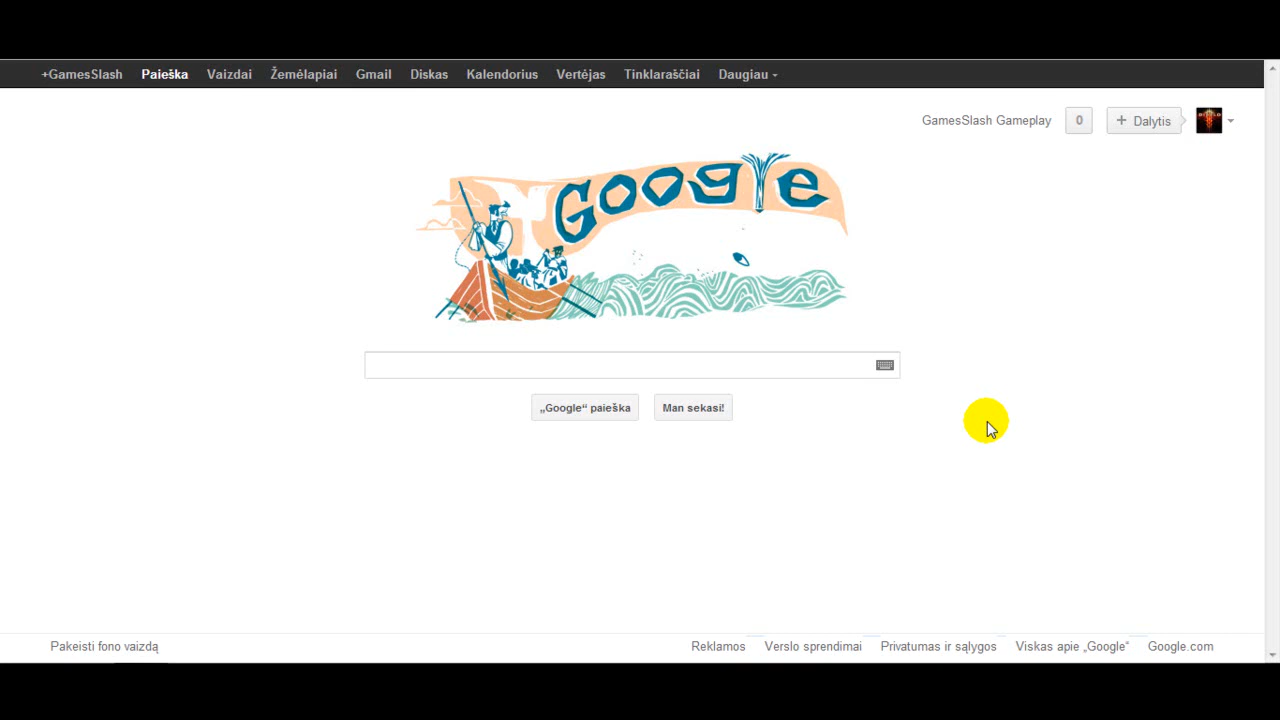 +GamesSlash Paieška Vaizdai Žemėlapiai Gmail Diskas Kalendorius Vertėjas Tinklaraščiai Daugiau
GamesSlash Gameplay 0 + Dalytis
Google
„Google“ paieška Man sekasi!
Pakeisti fono vaizdą Reklamos Verslo sprendimai Privatumas ir sąlygos Viskas apie „Google“ Google.com